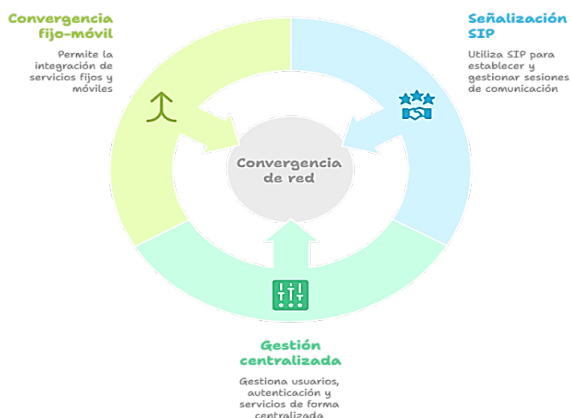 Convergencia
fijo-móvil
Permite la
integración de
servicios fijos y
móviles
Señalización
SIP
Utiliza SIP para
establecer y
gestionar sesiones
de comunicación
Convergencia
de red
Gestión
centralizada
Gestiona usuarios,
autenticación y
servicios de forma
centralizada